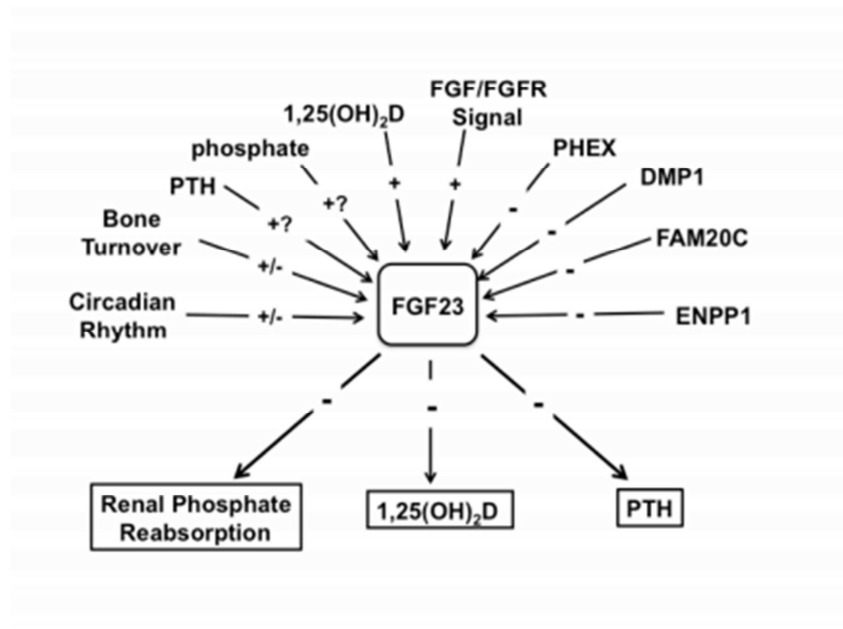 FGF/FGFR
Signal
1,25(OH)₂D
phosphate
PHEX
PTH
DMP1
Bone
Turnover
FAM20C
Circadian
Rhythm
ENPP1
+
+
+?
-
+?
-
+/-
-
+/-
-
FGF23
-
-
-
Renal Phosphate
Reabsorption
1,25(OH)₂D
PTH